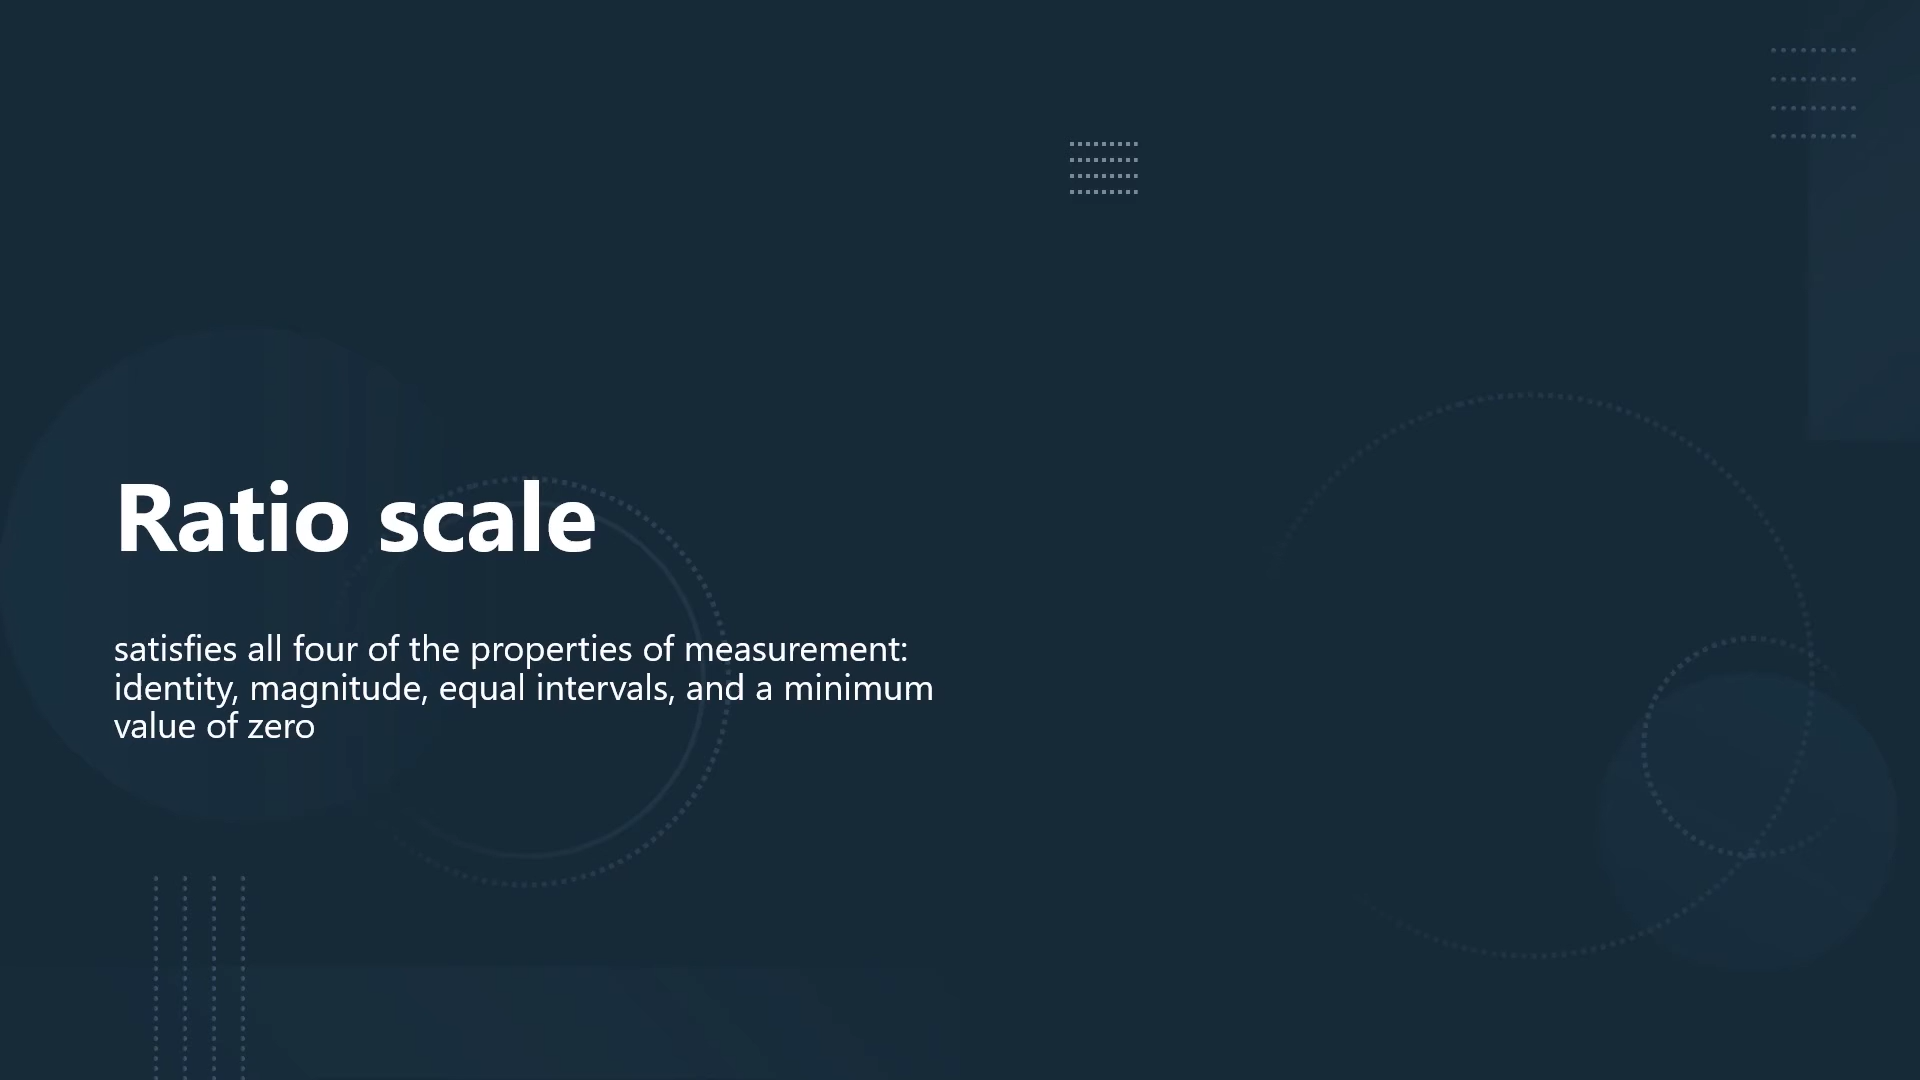 Ratio scale
satisfies all four of the properties of measurement:
identity, magnitude, equal intervals, and a minimum
value of zero